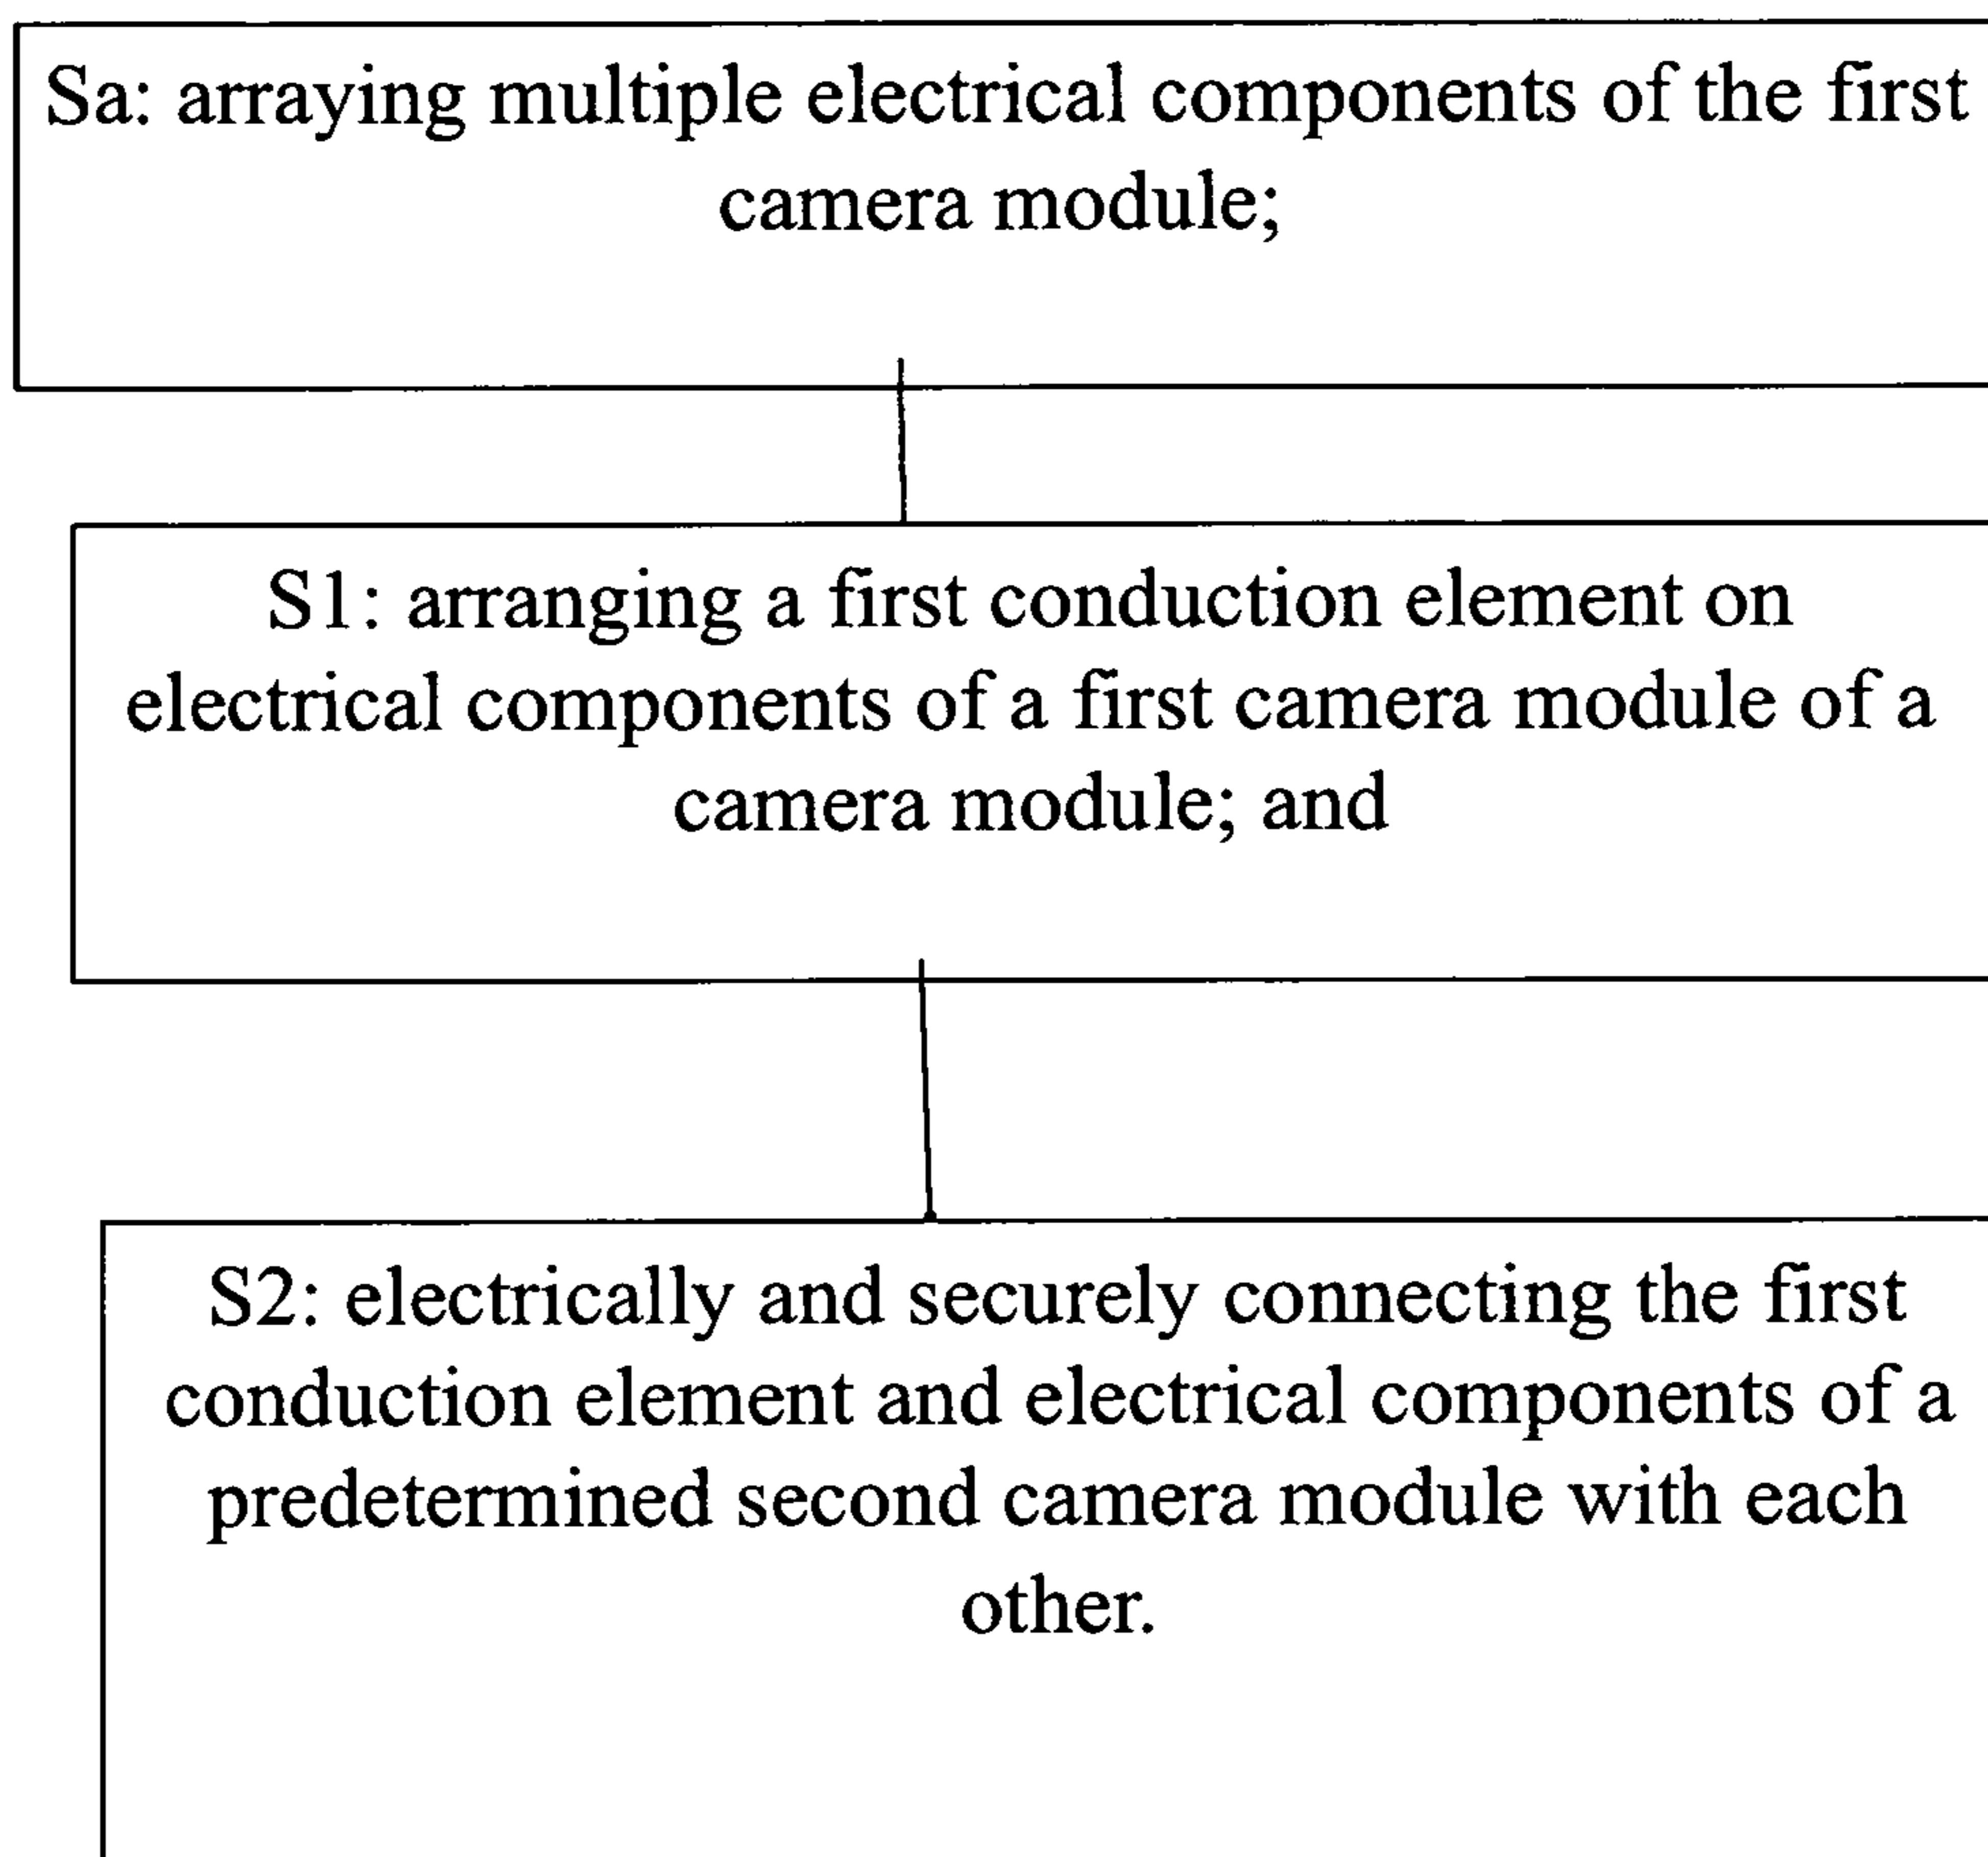 Sa: arraying multiple electrical components of the first
camera module;
S1: arranging a first conduction element on
electrical components of a first camera module of a
camera module; and
S2: electrically and securely connecting the first
conduction element and electrical components of a
predetermined second camera module with each
other.